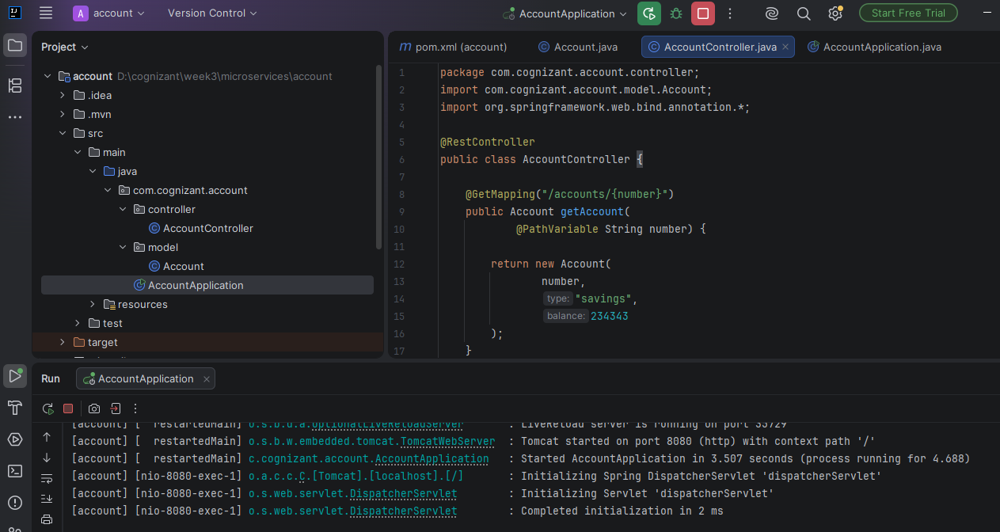 A account Version Control AccountApplication Start Free Trial
Project
account D:\cognizant\week3\microservices\account
.idea
.mvn
src
main
java
com.cognizant.account
controller
AccountController
model
Account
AccountApplication
resources
test
target
m pom.xml (account) Account.java AccountController.java AccountApplication.java
1 package com.cognizant.account.controller;
2 import com.cognizant.account.model.Account;
3 import org.springframework.web.bind.annotation.*;
4
5 @RestController
6 public class AccountController {
7
8 @GetMapping("/accounts/{number}")
9 public Account getAccount(
10 @PathVariable String number) {
11
12 return new Account(
13 number,
14 type: "savings",
15 balance: 234343
16 );
17 }
Run AccountApplication
[account] [  restartedMain] o.s.b.d.a.OptionalLiveReloadServer : LiveReload server is running on port 35729
[account] [  restartedMain] o.s.b.w.embedded.tomcat.TomcatWebServer : Tomcat started on port 8080 (http) with context path '/'
[account] [  restartedMain] c.cognizant.account.AccountApplication : Started AccountApplication in 3.507 seconds (process running for 4.688)
[account] [nio-8080-exec-1] o.a.c.c.C.[Tomcat].[localhost].[/] : Initializing Spring DispatcherServlet 'dispatcherServlet'
[account] [nio-8080-exec-1] o.s.web.servlet.DispatcherServlet : Initializing Servlet 'dispatcherServlet'
[account] [nio-8080-exec-1] o.s.web.servlet.DispatcherServlet : Completed initialization in 2 ms